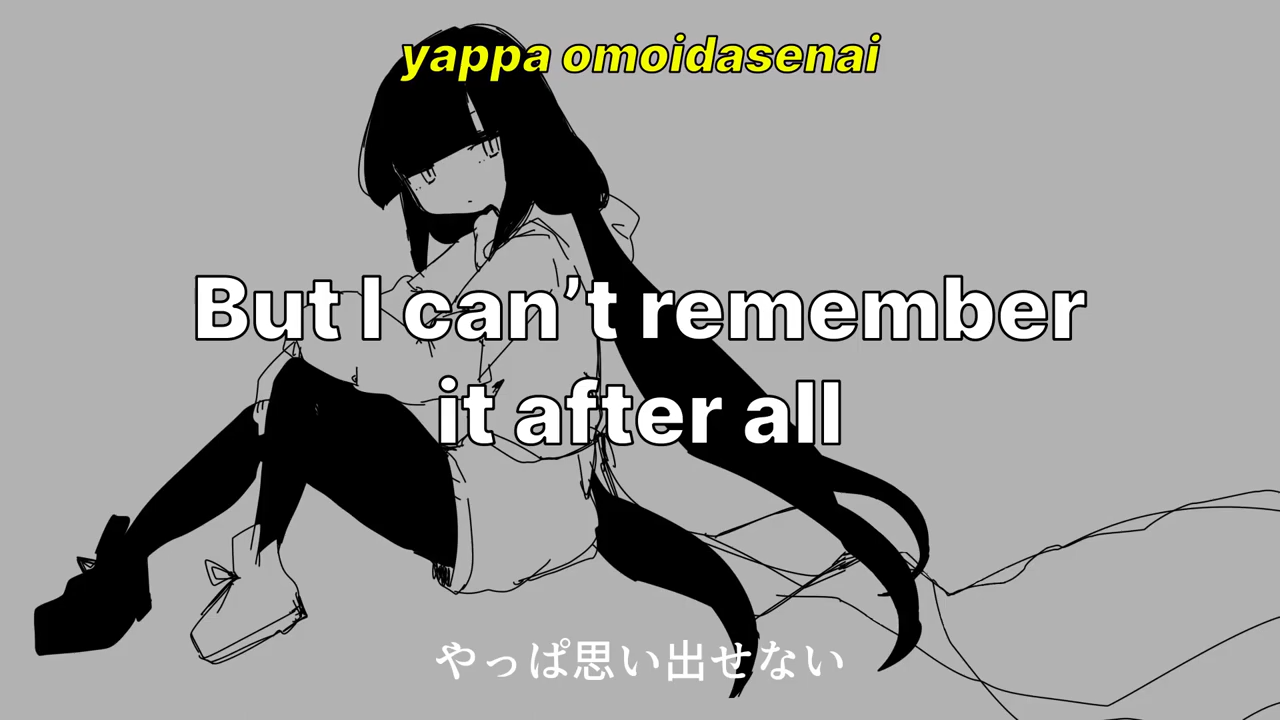 yappa omoidasenai
But I can’t remember
it after all
やっぱ思い出せない